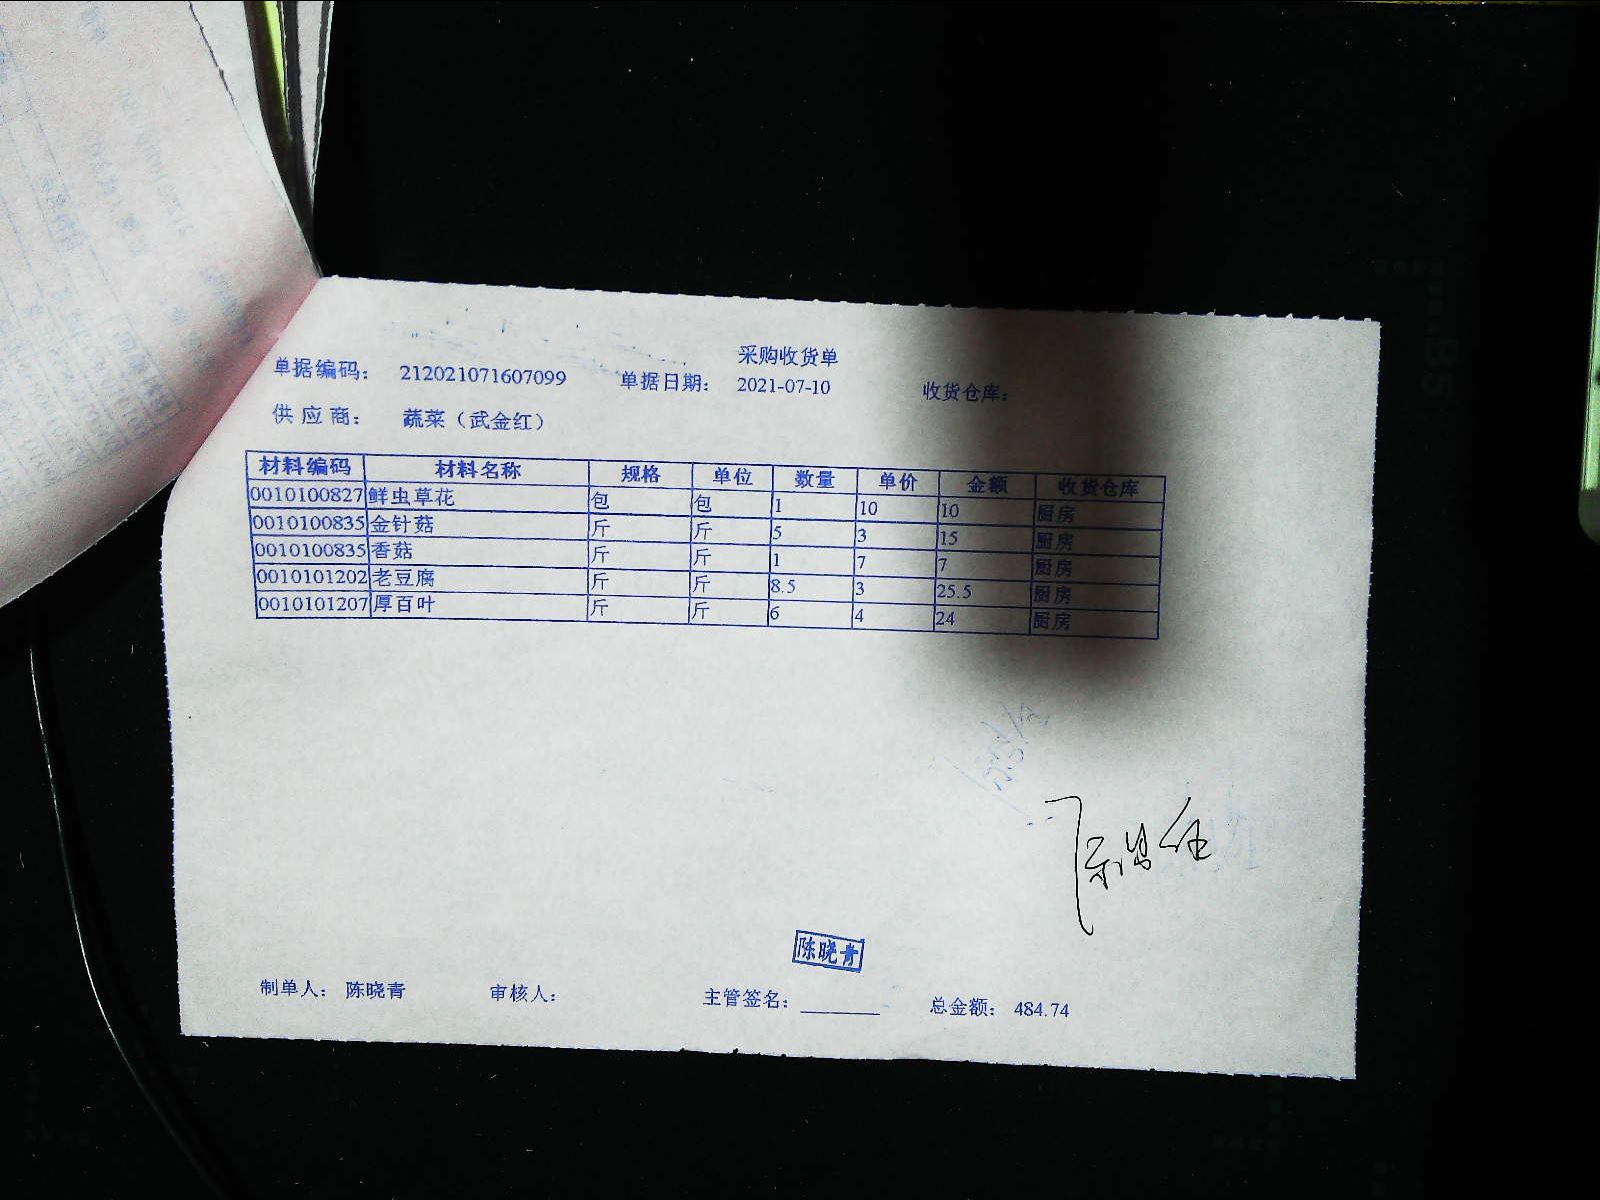 采购收货单
单据编码： 212021071607099 单据日期： 2021-07-10 收货仓库：
供 应 商： 蔬菜（武金红）
材料编码 材料名称 规格 单位 数量 单价 金额 收货仓库
0010100827 鲜虫草花 包 包 1 10 10 厨房
0010100835 金针菇 斤 斤 5 3 15 厨房
0010100835 香菇 斤 斤 1 7 7 厨房
0010101202 老豆腐 斤 斤 8.5 3 25.5 厨房
0010101207 厚百叶 斤 斤 6 4 24 厨房
陈晓青
制单人： 陈晓青 审核人： 主管签名： 总金额： 484.74